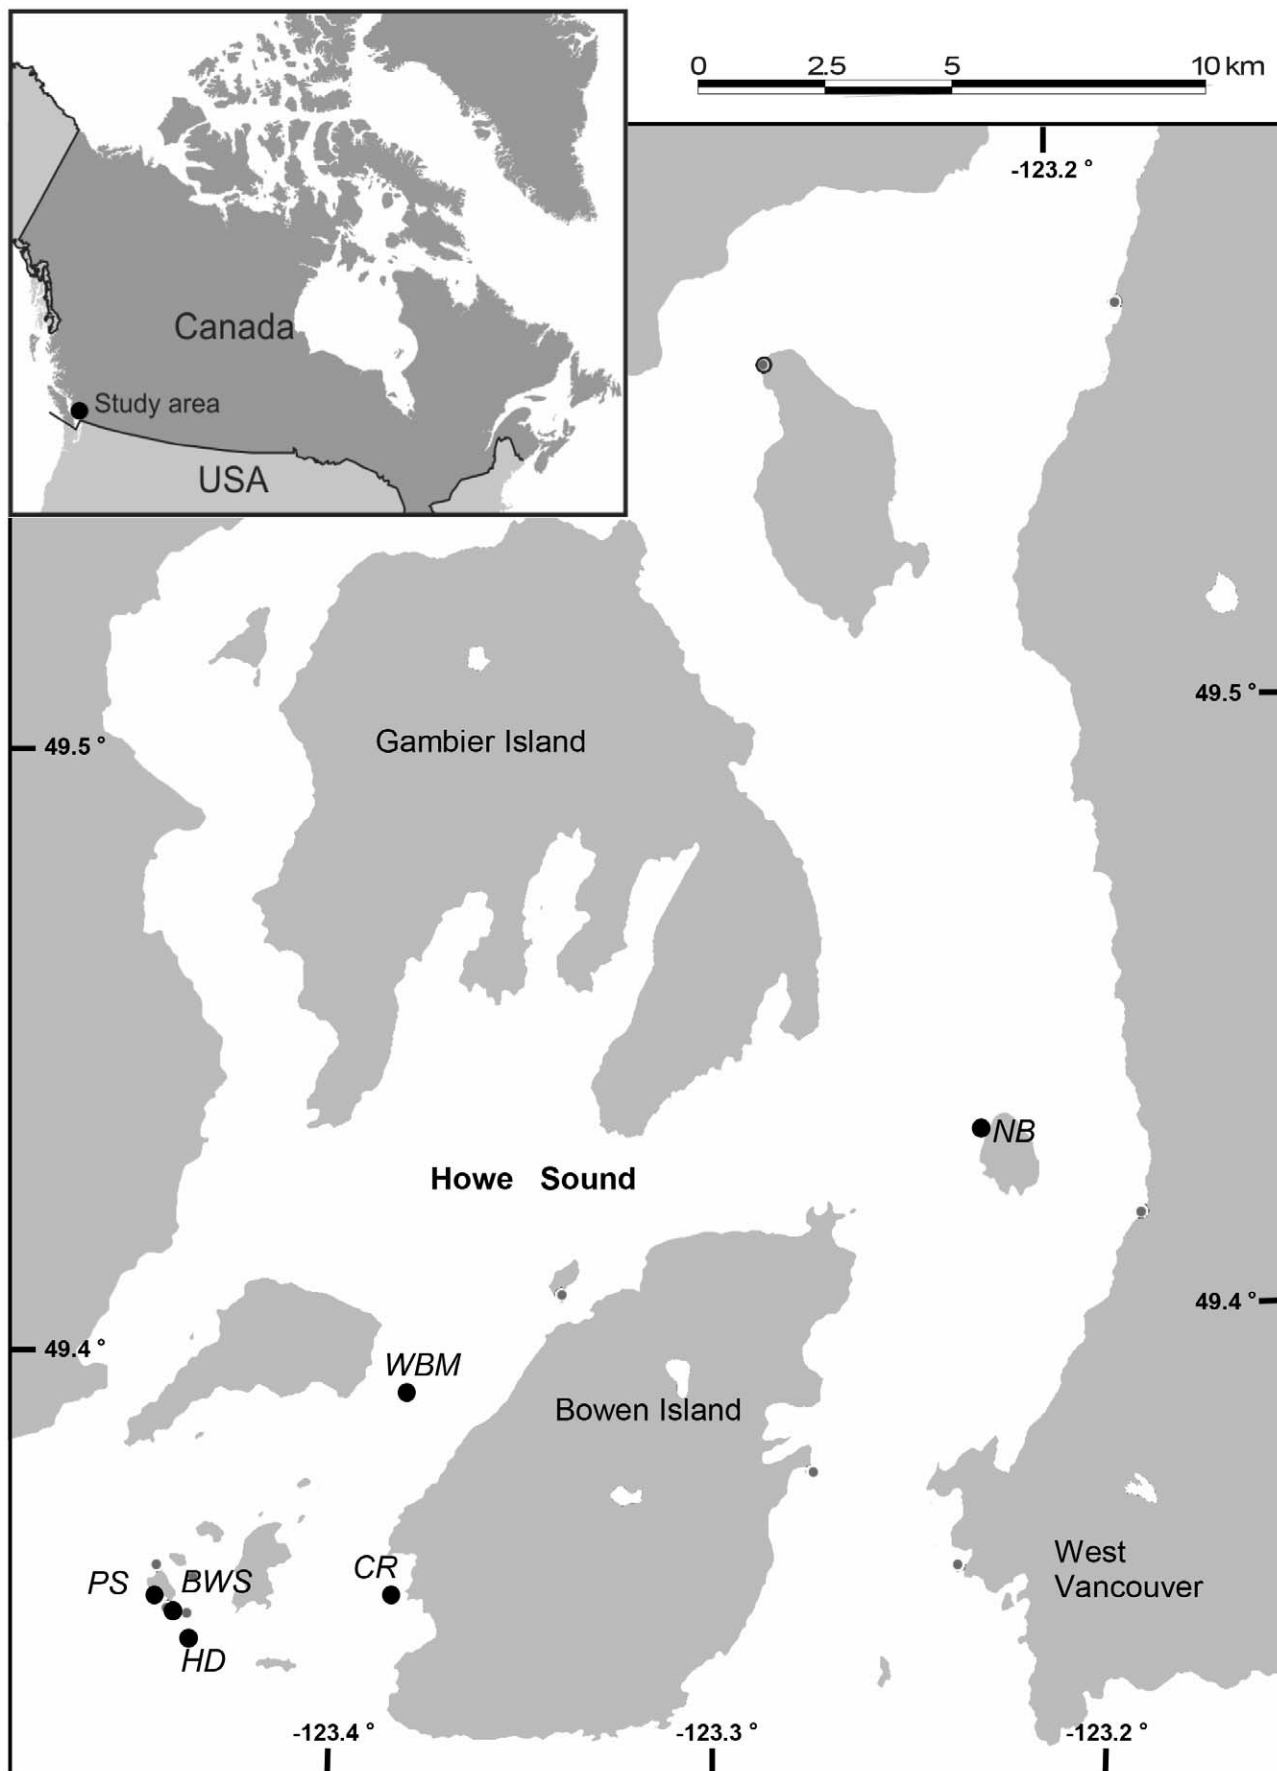 0 2.5 5 10 km
-123.2 °
Canada
Study area
USA
49.5 °
Gambier Island
49.5 °
NB
Howe Sound
49.4 °
49.4 °
WBM
Bowen Island
West
Vancouver
CR
PS
BWS
HD
-123.4 °
-123.3 °
-123.2 °